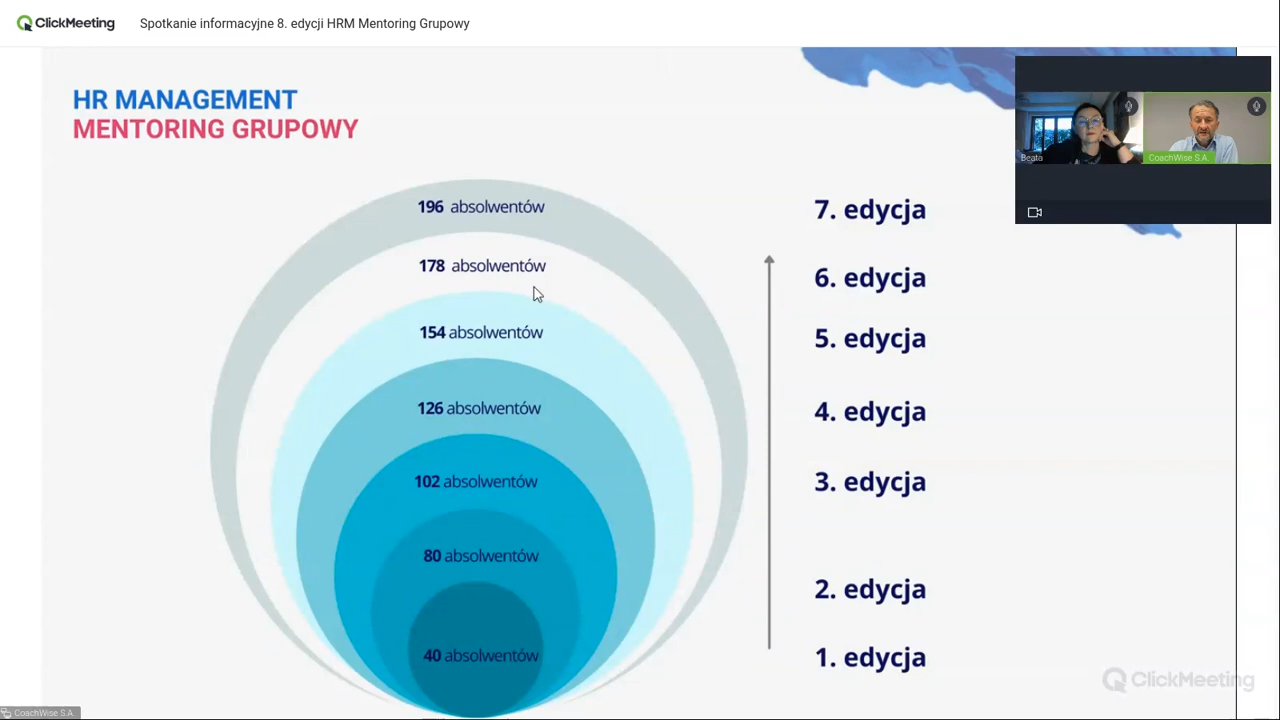 ClickMeeting
Spotkanie informacyjne 8. edycji HRM Mentoring Grupowy
HR MANAGEMENT
MENTORING GRUPOWY
Beata
CoachWise S.A.
196 absolwentów
7. edycja
178 absolwentów
6. edycja
154 absolwentów
5. edycja
126 absolwentów
4. edycja
102 absolwentów
3. edycja
80 absolwentów
2. edycja
40 absolwentów
1. edycja
ClickMeeting
CoachWise S.A.